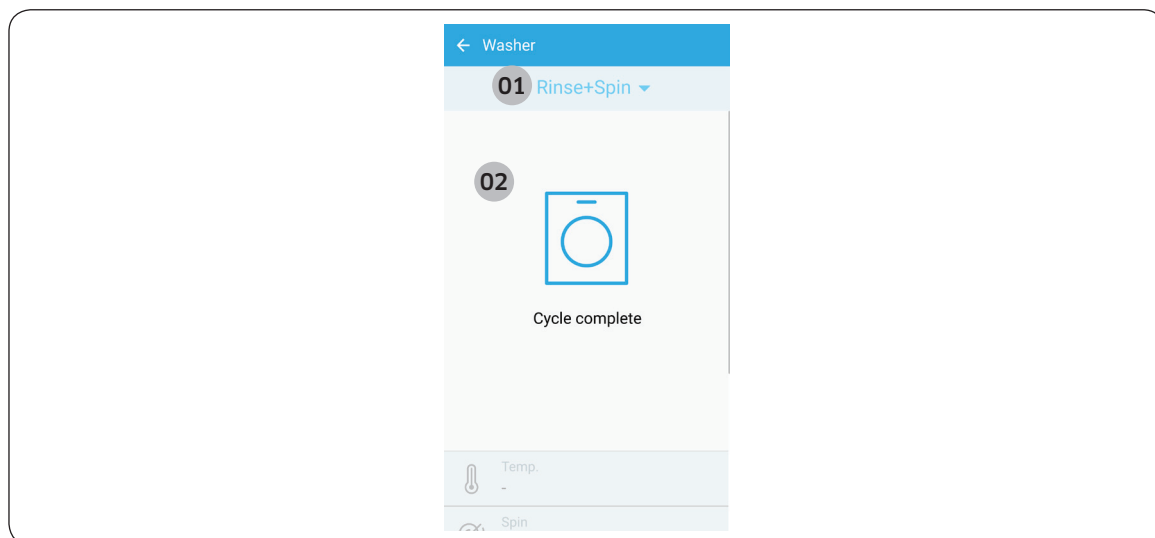 Washer
01 Rinse+Spin
02
Cycle complete
Temp.
-
Spin